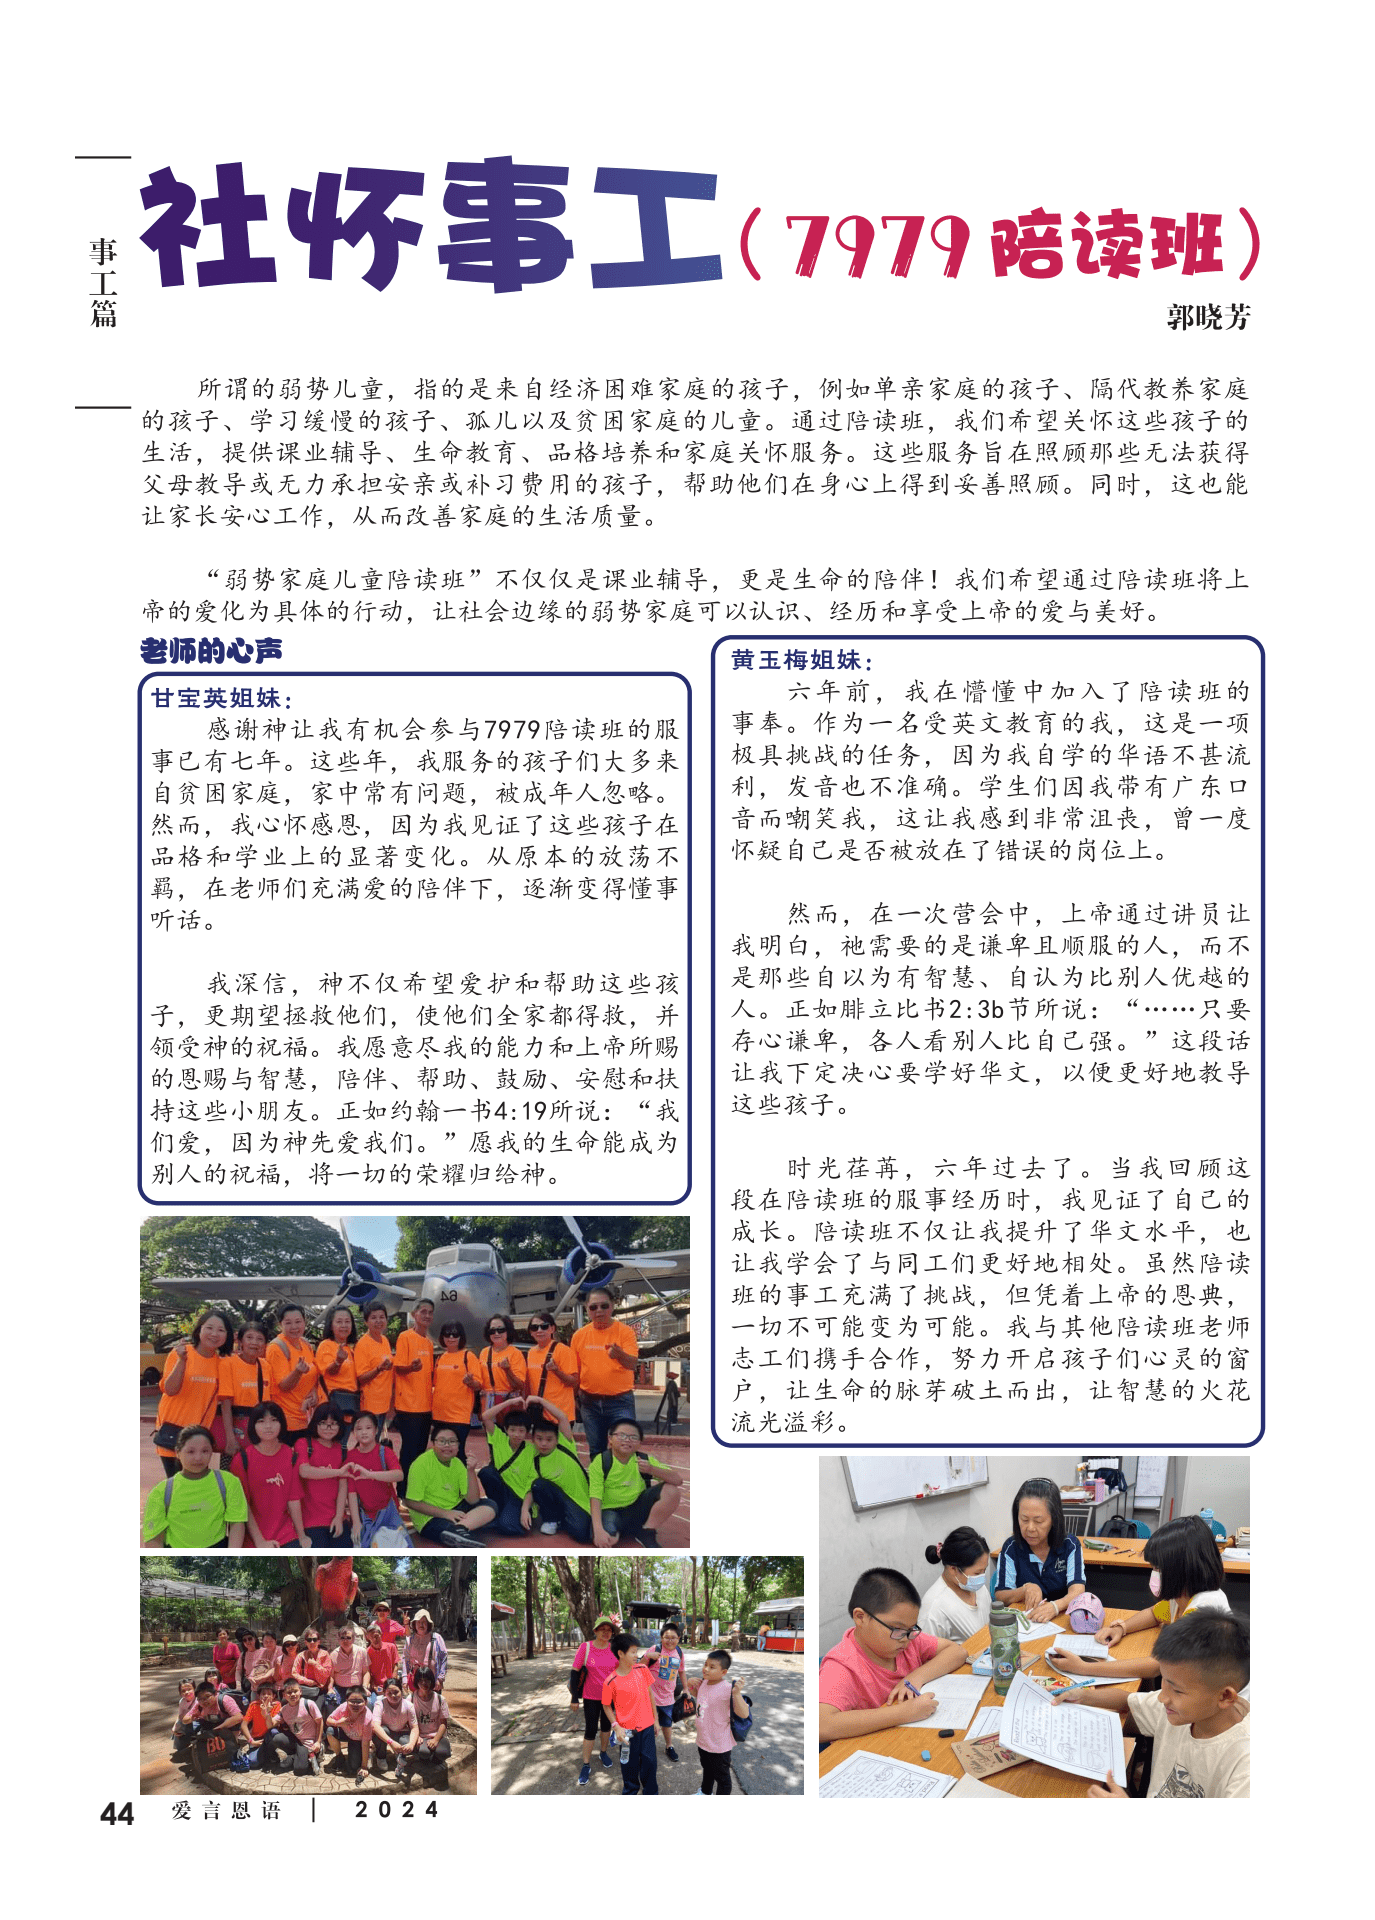 事工篇
社怀事工（7979 陪读班）
郭晓芳
所谓的弱势儿童，指的是来自经济困难家庭的孩子，例如单亲家庭的孩子、隔代教养家庭
的孩子、学习缓慢的孩子、孤儿以及贫困家庭的儿童。通过陪读班，我们希望关怀这些孩子的
生活，提供课业辅导、生命教育、品格培养和家庭关怀服务。这些服务旨在照顾那些无法获得
父母教导或无力承担安亲或补习费用的孩子，帮助他们在身心上得到妥善照顾。同时，这也能
让家长安心工作，从而改善家庭的生活质量。
“弱势家庭儿童陪读班”不仅仅是课业辅导，更是生命的陪伴！我们希望通过陪读班将上
帝的爱化为具体的行动，让社会边缘的弱势家庭可以认识、经历和享受上帝的爱与美好。
老师的心声
甘宝英姐妹：
感谢神让我有机会参与7979陪读班的服
事已有七年。这些年，我服务的孩子们大多来
自贫困家庭，家中常有问题，被成年人忽略。
然而，我心怀感恩，因为我见证了这些孩子在
品格和学业上的显著变化。从原本的放荡不
羁，在老师们充满爱的陪伴下，逐渐变得懂事
听话。
我深信，神不仅希望爱护和帮助这些孩
子，更期望拯救他们，使他们全家都得救，并
领受神的祝福。我愿意尽我的能力和上帝所赐
的恩赐与智慧，陪伴、帮助、鼓励、安慰和扶
持这些小朋友。正如约翰一书4:19所说：“我
们爱，因为神先爱我们。”愿我的生命能成为
别人的祝福，将一切的荣耀归给神。
黄玉梅姐妹：
六年前，我在懵懂中加入了陪读班的
事奉。作为一名受英文教育的我，这是一项
极具挑战的任务，因为我自学的华语不甚流
利，发音也不准确。学生们因我带有广东口
音而嘲笑我，这让我感到非常沮丧，曾一度
怀疑自己是否被放在了错误的岗位上。
然而，在一次营会中，上帝通过讲员让
我明白，祂需要的是谦卑且顺服的人，而不
是那些自以为有智慧、自认为比别人优越的
人。正如腓立比书2:3b节所说：“……只要
存心谦卑，各人看别人比自己强。”这段话
让我下定决心要学好华文，以便更好地教导
这些孩子。
时光荏苒，六年过去了。当我回顾这
段在陪读班的服事经历时，我见证了自己的
成长。陪读班不仅让我提升了华文水平，也
让我学会了与同工们更好地相处。虽然陪读
班的事工充满了挑战，但凭着上帝的恩典，
一切不可能变为可能。我与其他陪读班老师
志工们携手合作，努力开启孩子们心灵的窗
户，让生命的脉芽破土而出，让智慧的火花
流光溢彩。
44 爱言恩语 | 2024